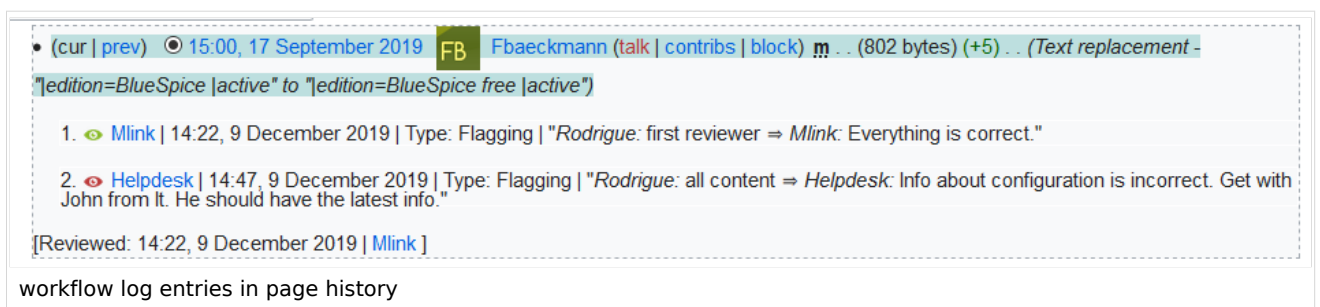 • (cur | prev) 15:00, 17 September 2019 FB Fbaeckmann (talk | contribs | block) m . . (802 bytes) (+5) . . (Text replacement -
"|edition=BlueSpice |active" to "|edition=BlueSpice free |active")
1. Mlink | 14:22, 9 December 2019 | Type: Flagging | "Rodrigue: first reviewer ⇒ Mlink: Everything is correct."
2. Helpdesk | 14:47, 9 December 2019 | Type: Flagging | "Rodrigue: all content ⇒ Helpdesk: Info about configuration is incorrect. Get with
John from It. He should have the latest info."
[Reviewed: 14:22, 9 December 2019 | Mlink ]
workflow log entries in page history